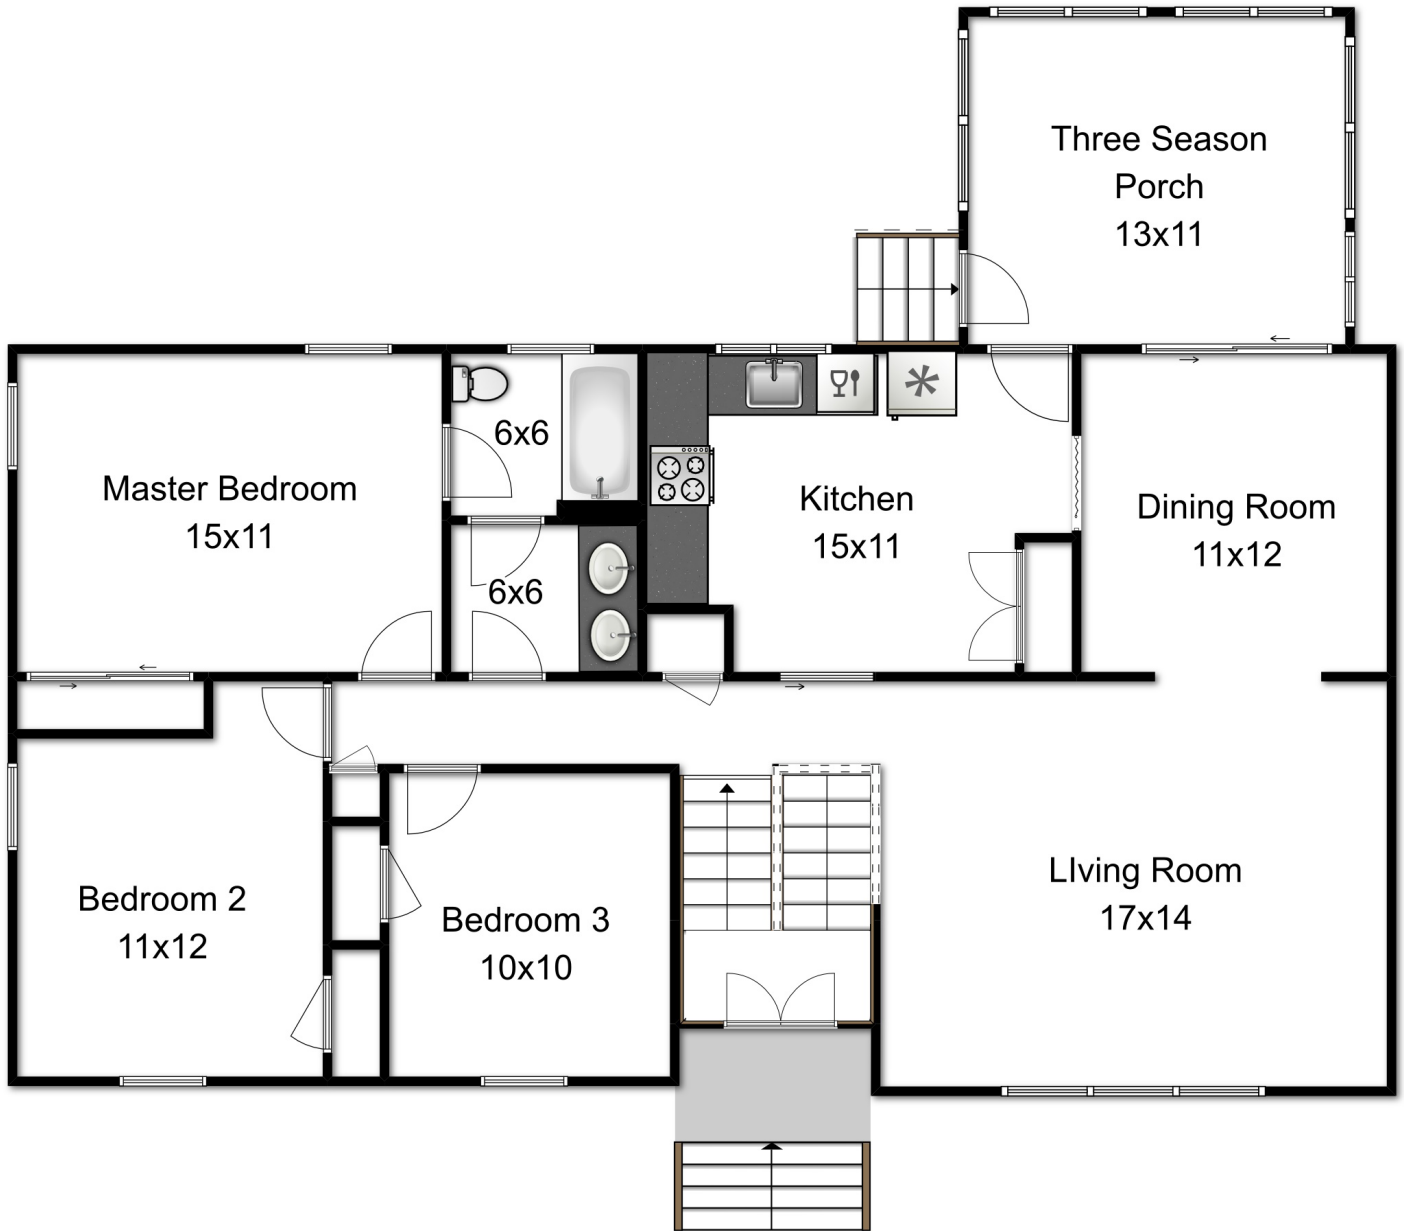 Three Season
Porch
13x11
Master Bedroom
15x11
6x6
6x6
Kitchen
15x11
Dining Room
11x12
Bedroom 2
11x12
Bedroom 3
10x10
LIving Room
17x14